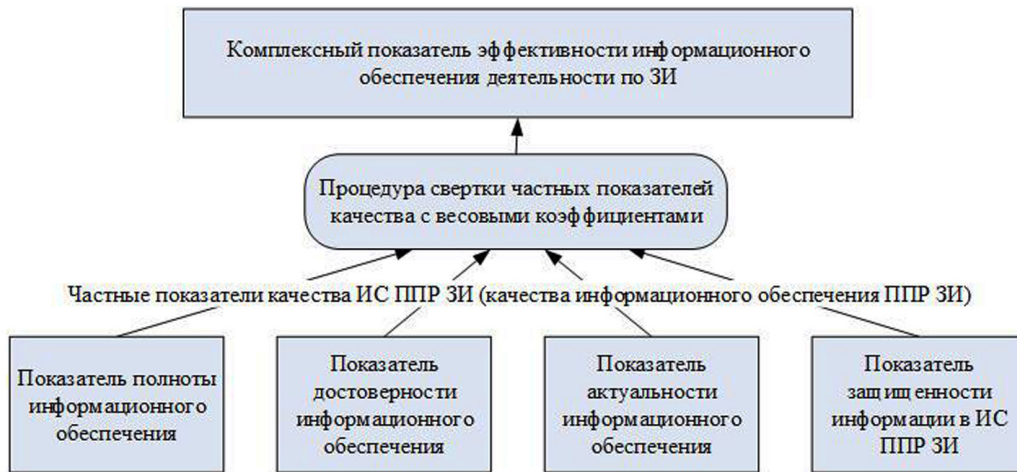 Комплексный показатель эффективности информационного
обеспечения деятельности по ЗИ
Процедура свертки частных показателей
качества с весовыми коэффициентами
Частные показатели качества ИС ППР ЗИ (качества информационного обеспечения ППР ЗИ)
Показатель полноты
информационного
обеспечения
Показатель
достоверности
информационного
обеспечения
Показатель
актуальности
информационного
обеспечения
Показатель
защищенности
информации в ИС
ППР ЗИ